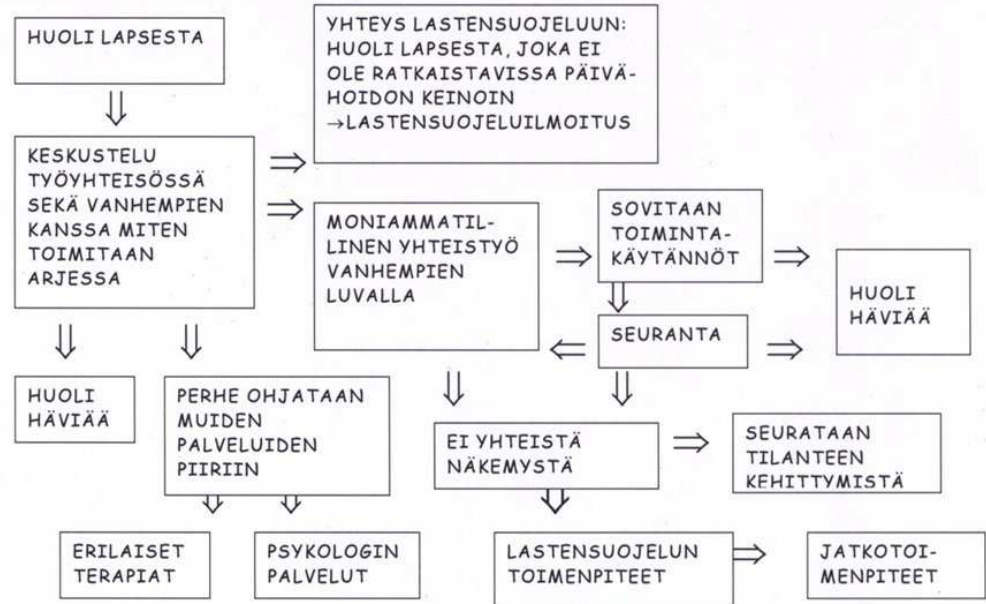 HUOLI LAPSESTA
YHTEYS LASTENSUOJELUUN:
HUOLI LAPSESTA, JOKA EI
OLE RATKAISTAVISSA PÄIVÄ-
HOIDON KEINOIN
→LASTENSUOJELUILMOITUS
KESKUSTELU
TYÖYHTEISÖSSÄ
SEKÄ VANHEMPIEN
KANSSA MITEN
TOIMITAAN
ARJESSA
MONIAMMATIL-
LINEN YHTEISTYÖ
VANHEMPIEN
LUVALLA
SOVITAAN
TOIMINTA-
KÄYTÄNNÖT
HUOLI
HÄVIÄÄ
SEURANTA
HUOLI
HÄVIÄÄ
PERHE OHJATAAN
MUIDEN
PALVELUIDEN
PIIRIIN
EI YHTEISTÄ
NÄKEMYSTÄ
SEURATAAN
TILANTEEN
KEHITTYMISTÄ
ERILAISET
TERAPIAT
PSYKOLOGIN
PALVELUT
LASTENSUOJELUN
TOIMENPITEET
JATKOTOI-
MENPITEET